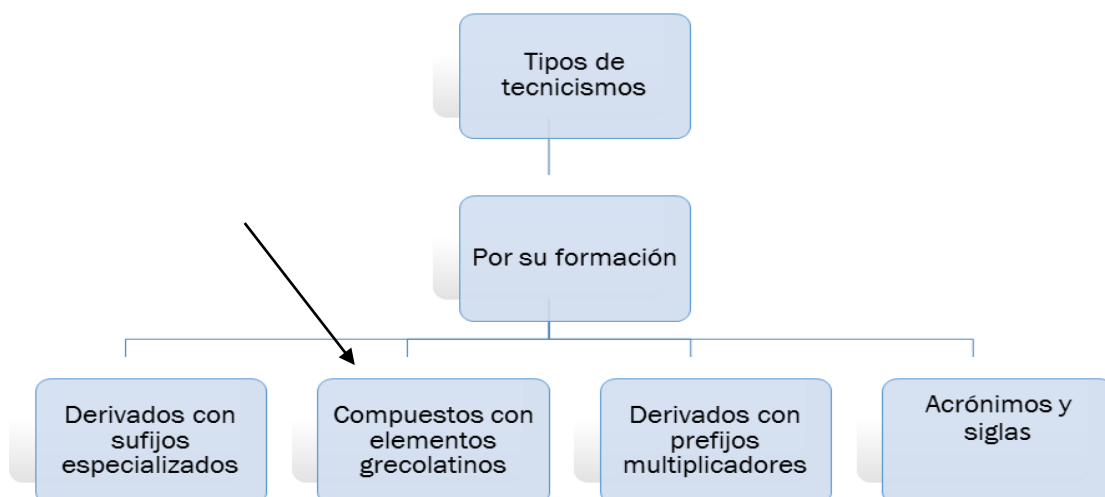 Tipos de
tecnicismos
Por su formación
Derivados con
sufijos
especializados
Compuestos con
elementos
grecolatinos
Derivados con
prefijos
multiplicadores
Acrónimos y
siglas